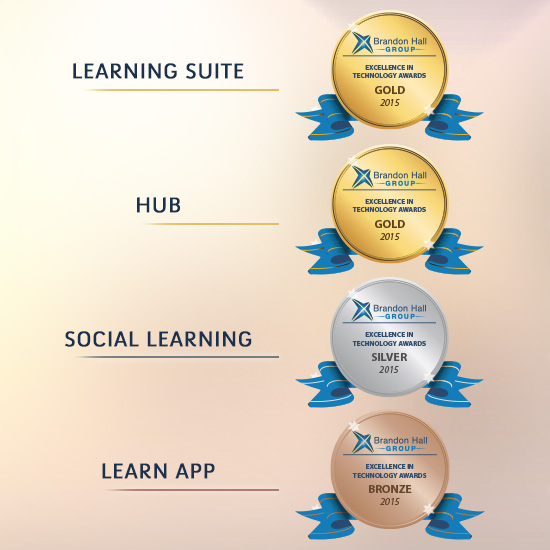 LEARNING SUITE
Brandon Hall
GROUP
EXCELLENCE IN
TECHNOLOGY AWARDS
GOLD
2015
HUB
Brandon Hall
GROUP
EXCELLENCE IN
TECHNOLOGY AWARDS
GOLD
2015
SOCIAL LEARNING
Brandon Hall
GROUP
EXCELLENCE IN
TECHNOLOGY AWARDS
SILVER
2015
LEARN APP
Brandon Hall
GROUP
EXCELLENCE IN
TECHNOLOGY AWARDS
BRONZE
2015